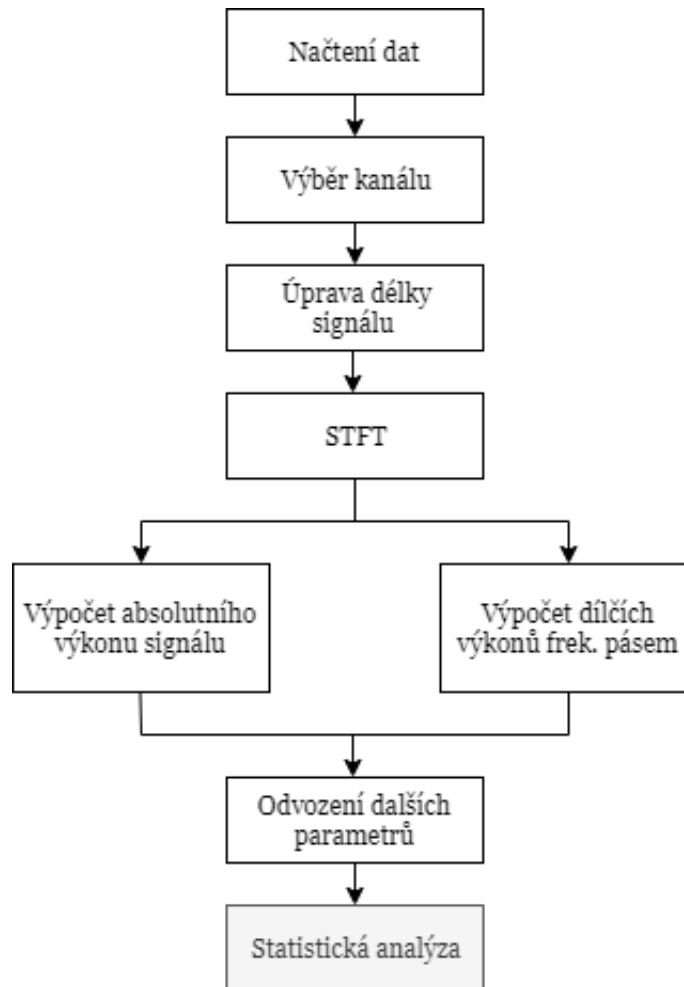 Načtení dat
Výběr kanálu
Úprava délky
signálu
STFT
Výpočet absolutního
výkonu signálu
Výpočet dílčích
výkonů frek. pásem
Odvození dalších
parametrů
Statistická analýza